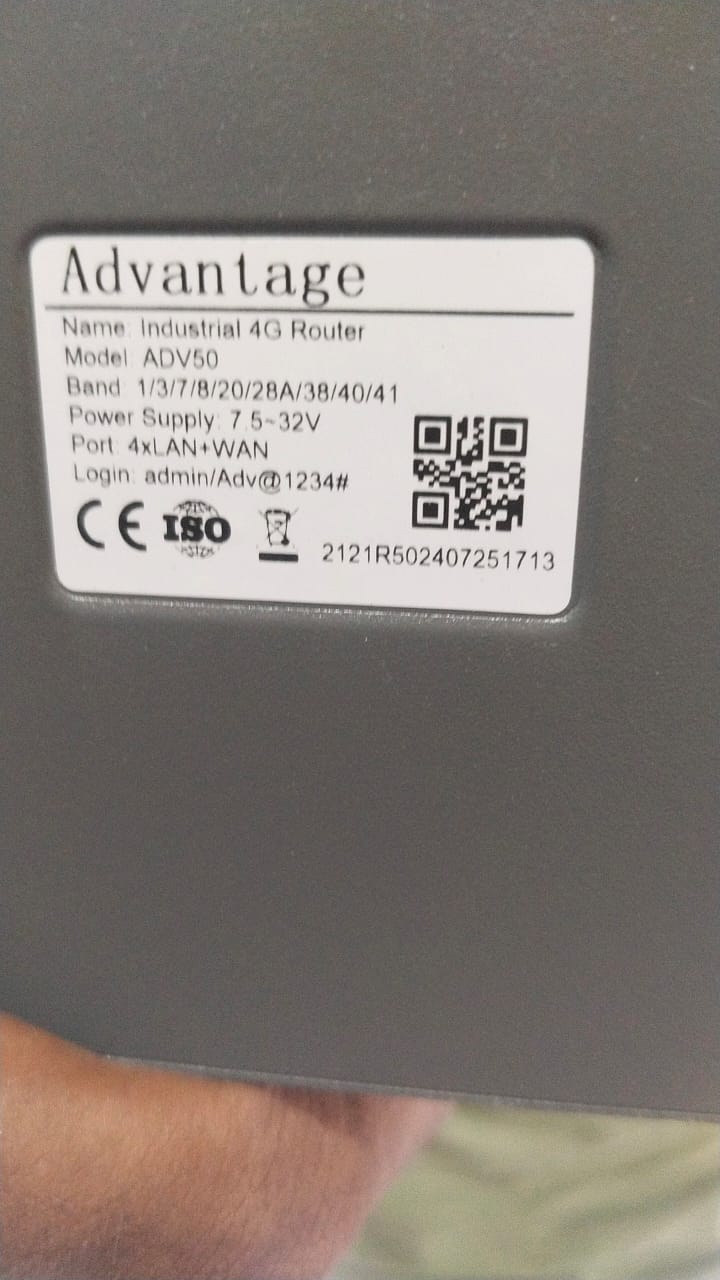 Advantage
Name: Industrial 4G Router
Model: ADV50
Band: 1/3/7/8/20/28A/38/40/41
Power Supply: 7.5~32V
Port: 4xLAN+WAN
Login: admin/Adv@1234#
CE ISO
2121R502407251713